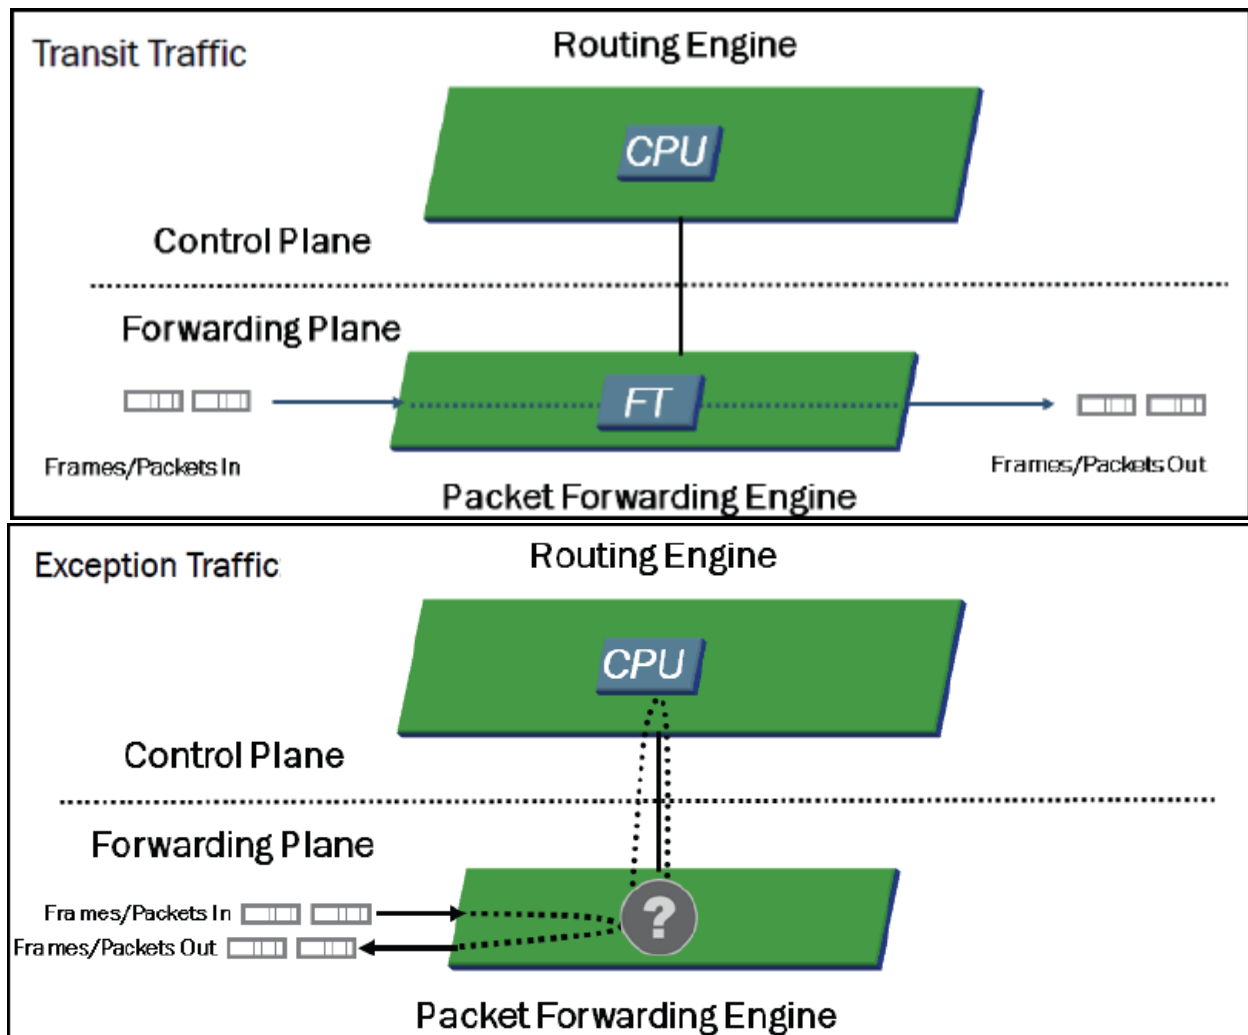 Transit Traffic
Routing Engine
CPU
Control Plane
Forwarding Plane
FT
Frames/Packets In
Frames/Packets Out
Packet Forwarding Engine
Exception Traffic
Routing Engine
CPU
Control Plane
Forwarding Plane
Frames/Packets In
?
Frames/Packets Out
Packet Forwarding Engine